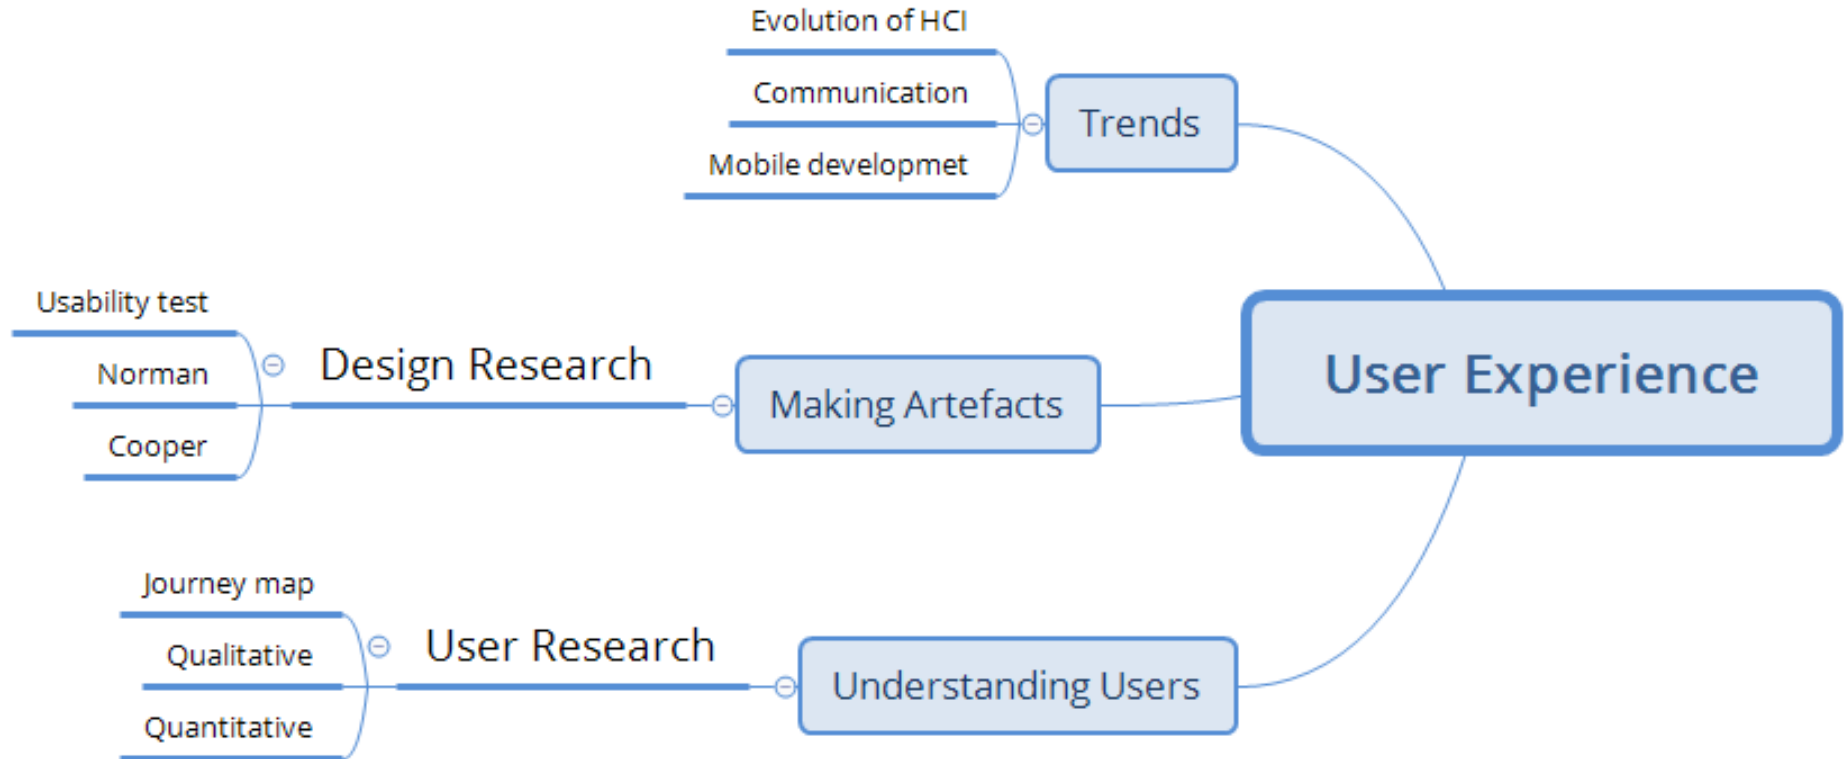 Evolution of HCI
Communication
Mobile developmet
Trends
Usability test
Norman
Cooper
Design Research
Making Artefacts
User Experience
Journey map
Qualitative
Quantitative
User Research
Understanding Users